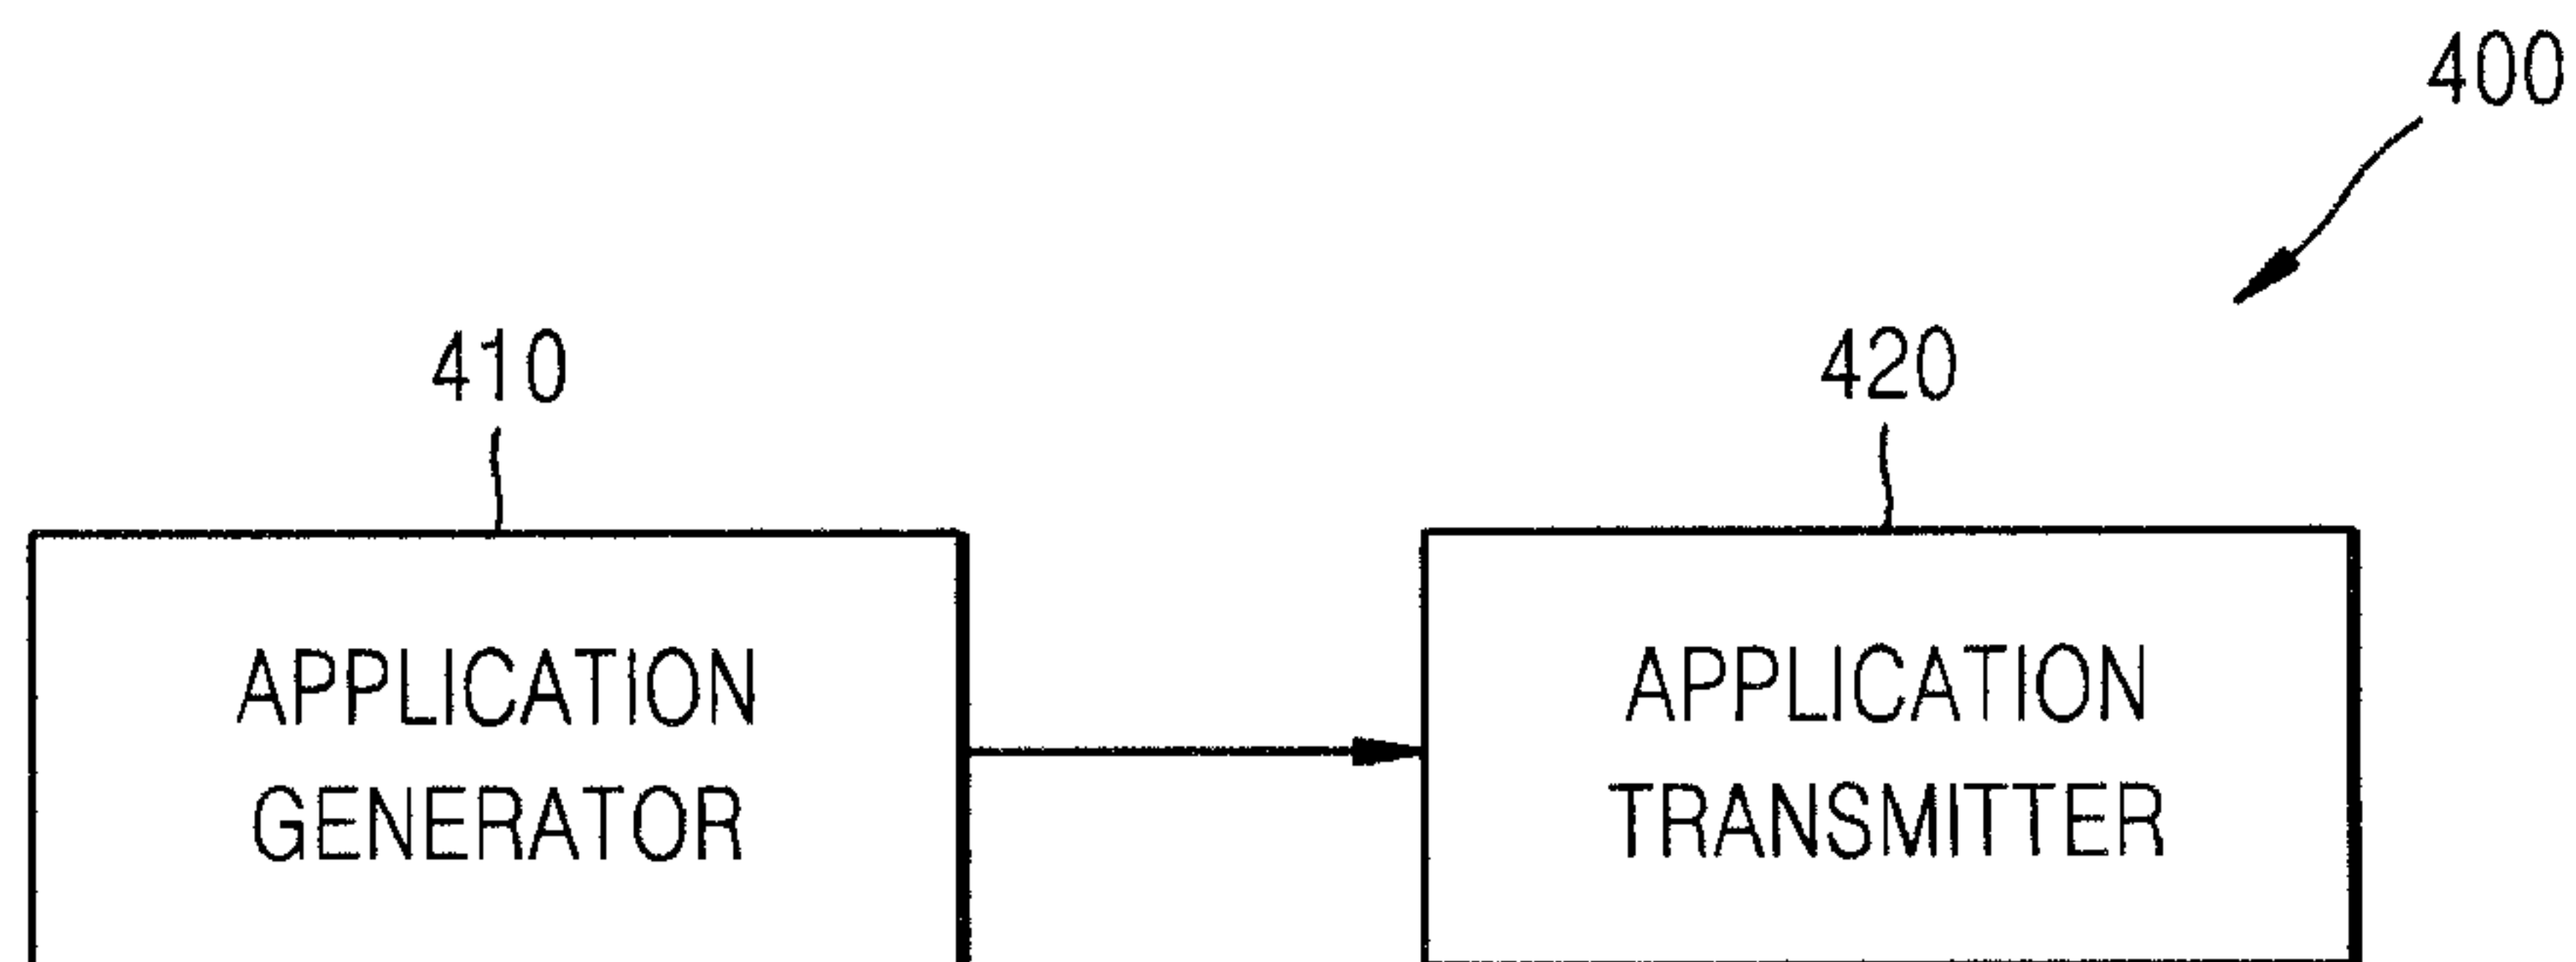 400
410
420
APPLICATION
GENERATOR
APPLICATION
TRANSMITTER